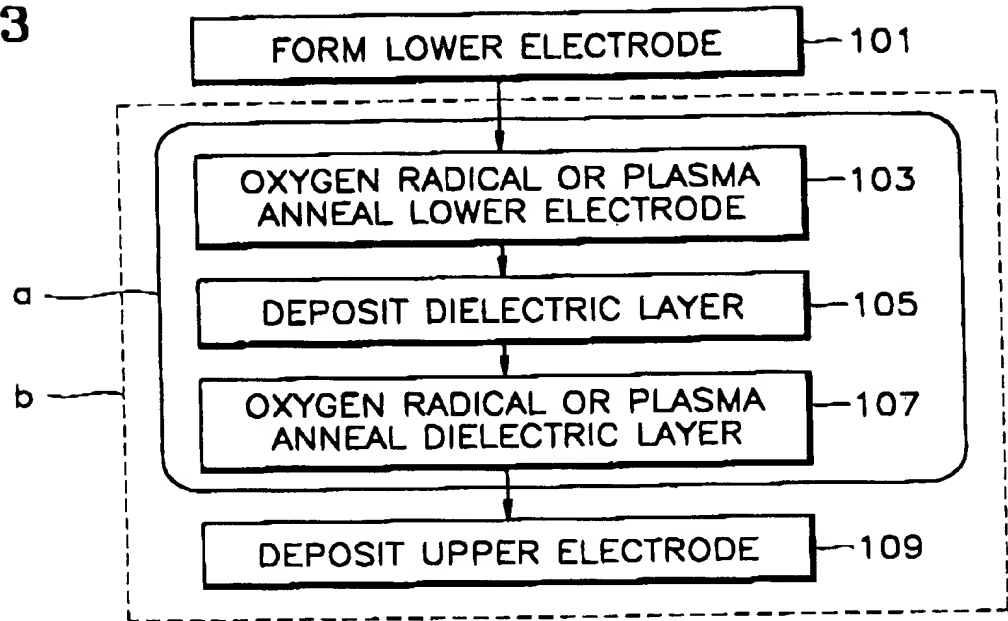 3
FORM LOWER ELECTRODE
101
OXYGEN RADICAL OR PLASMA
ANNEAL LOWER ELECTRODE
103
a
DEPOSIT DIELECTRIC LAYER
105
b
OXYGEN RADICAL OR PLASMA
ANNEAL DIELECTRIC LAYER
107
DEPOSIT UPPER ELECTRODE
109